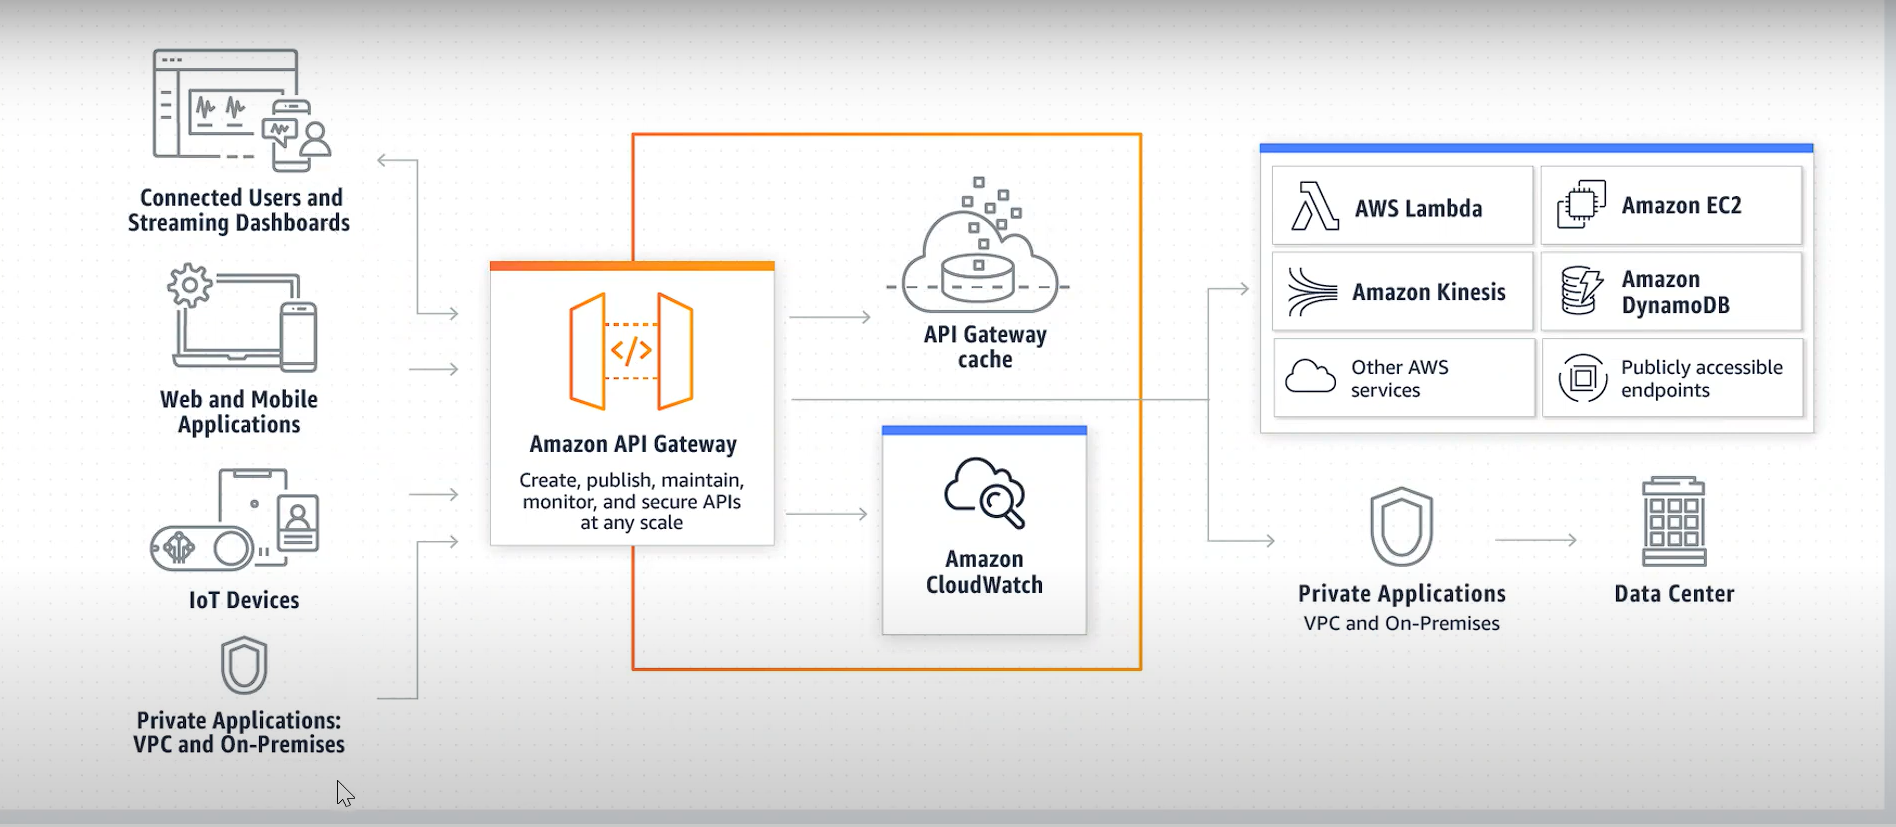 Connected Users and
Streaming Dashboards
Web and Mobile
Applications
IoT Devices
Private Applications:
VPC and On-Premises
</>
Amazon API Gateway
Create, publish, maintain,
monitor, and secure APIs
at any scale
API Gateway
cache
Amazon
CloudWatch
AWS Lambda
Amazon EC2
Amazon Kinesis
Amazon
DynamoDB
Other AWS
services
Publicly accessible
endpoints
Private Applications
VPC and On-Premises
Data Center